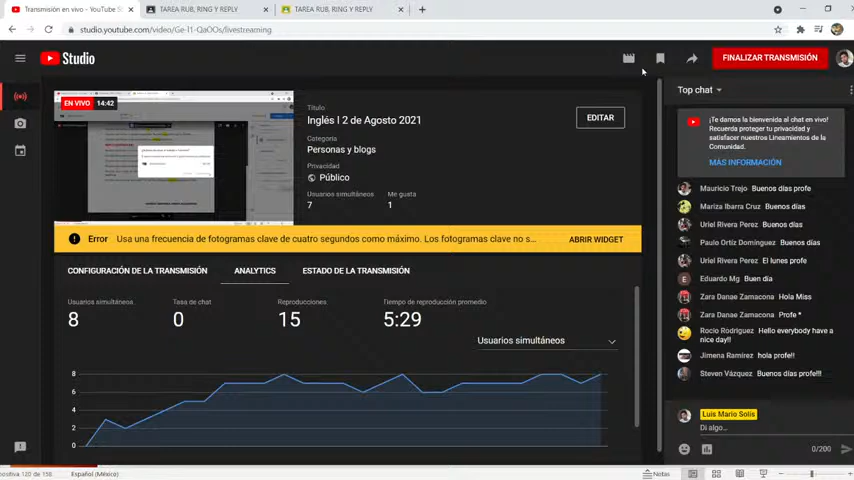 Transmisión en vivo - YouTube S
TAREA RUB, RING Y REPLY
TAREA RUB, RING Y REPLY
studio.youtube.com/video/Ge-l1-QaOOs/livestreaming
Studio
FINALIZAR TRANSMISIÓN
EN VIVO 14:42
Título
Inglés I 2 de Agosto 2021
EDITAR
Categoría
Personas y blogs
Privacidad
Público
Usuarios simultáneos
Me gusta
7
1
Error
Usa una frecuencia de fotogramas clave de cuatro segundos como máximo. Los fotogramas clave no s...
ABRIR WIDGET
CONFIGURACIÓN DE LA TRANSMISIÓN
ANALYTICS
ESTADO DE LA TRANSMISIÓN
Usuarios simultáneos.
Tasa de chat
Reproducciones
Tiempo de reproducción promedio
8
0
15
5:29
Usuarios simultáneos
8
6
4
2
0
Top chat
¡Te damos la bienvenida al chat en vivo!
Recuerda proteger tu privacidad y
satisfacer nuestros Lineamientos de la
Comunidad.
MÁS INFORMACIÓN
Mauricio Trejo Buenos días profe
Mariza Ibarra Cruz Buenos días
Uriel Rivera Perez Buenos días
Paulo Ortiz Domínguez Buenos días
Uriel Rivera Perez El lunes profe
E
Eduardo Mg Buen día
Zara Danae Zamacona Hola Miss
Zara Danae Zamacona Profe *
Rocio Rodriguez Hello everybody have a
nice day!!
Jimena Ramírez hola profe!!
Steven Vázquez Buenos días profe!!!
Luis Mario Solis
Di algo...
0/200
ositiva 120 de 158
Español (México)
Notas